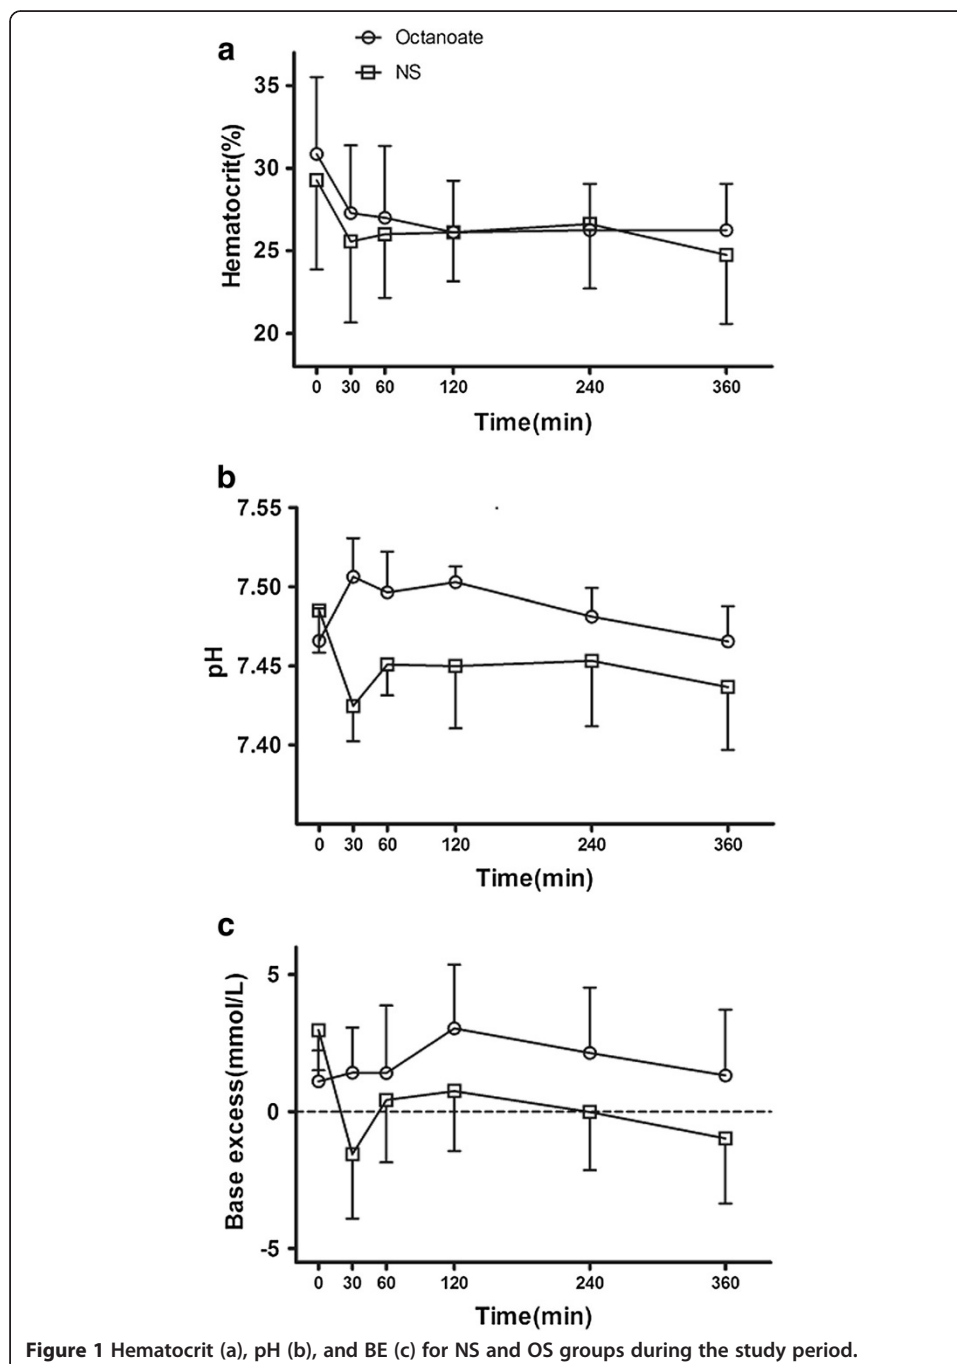 a
Octanoate
NS
Hematocrit(%)
35
30
25
20
0 30 60 120 240 360
Time(min)
b
pH
7.55
7.50
7.45
7.40
0 30 60 120 240 360
Time(min)
c
Base excess(mmol/L)
5
0
-5
0 30 60 120 240 360
Time(min)
Figure 1 Hematocrit (a), pH (b), and BE (c) for NS and OS groups during the study period.